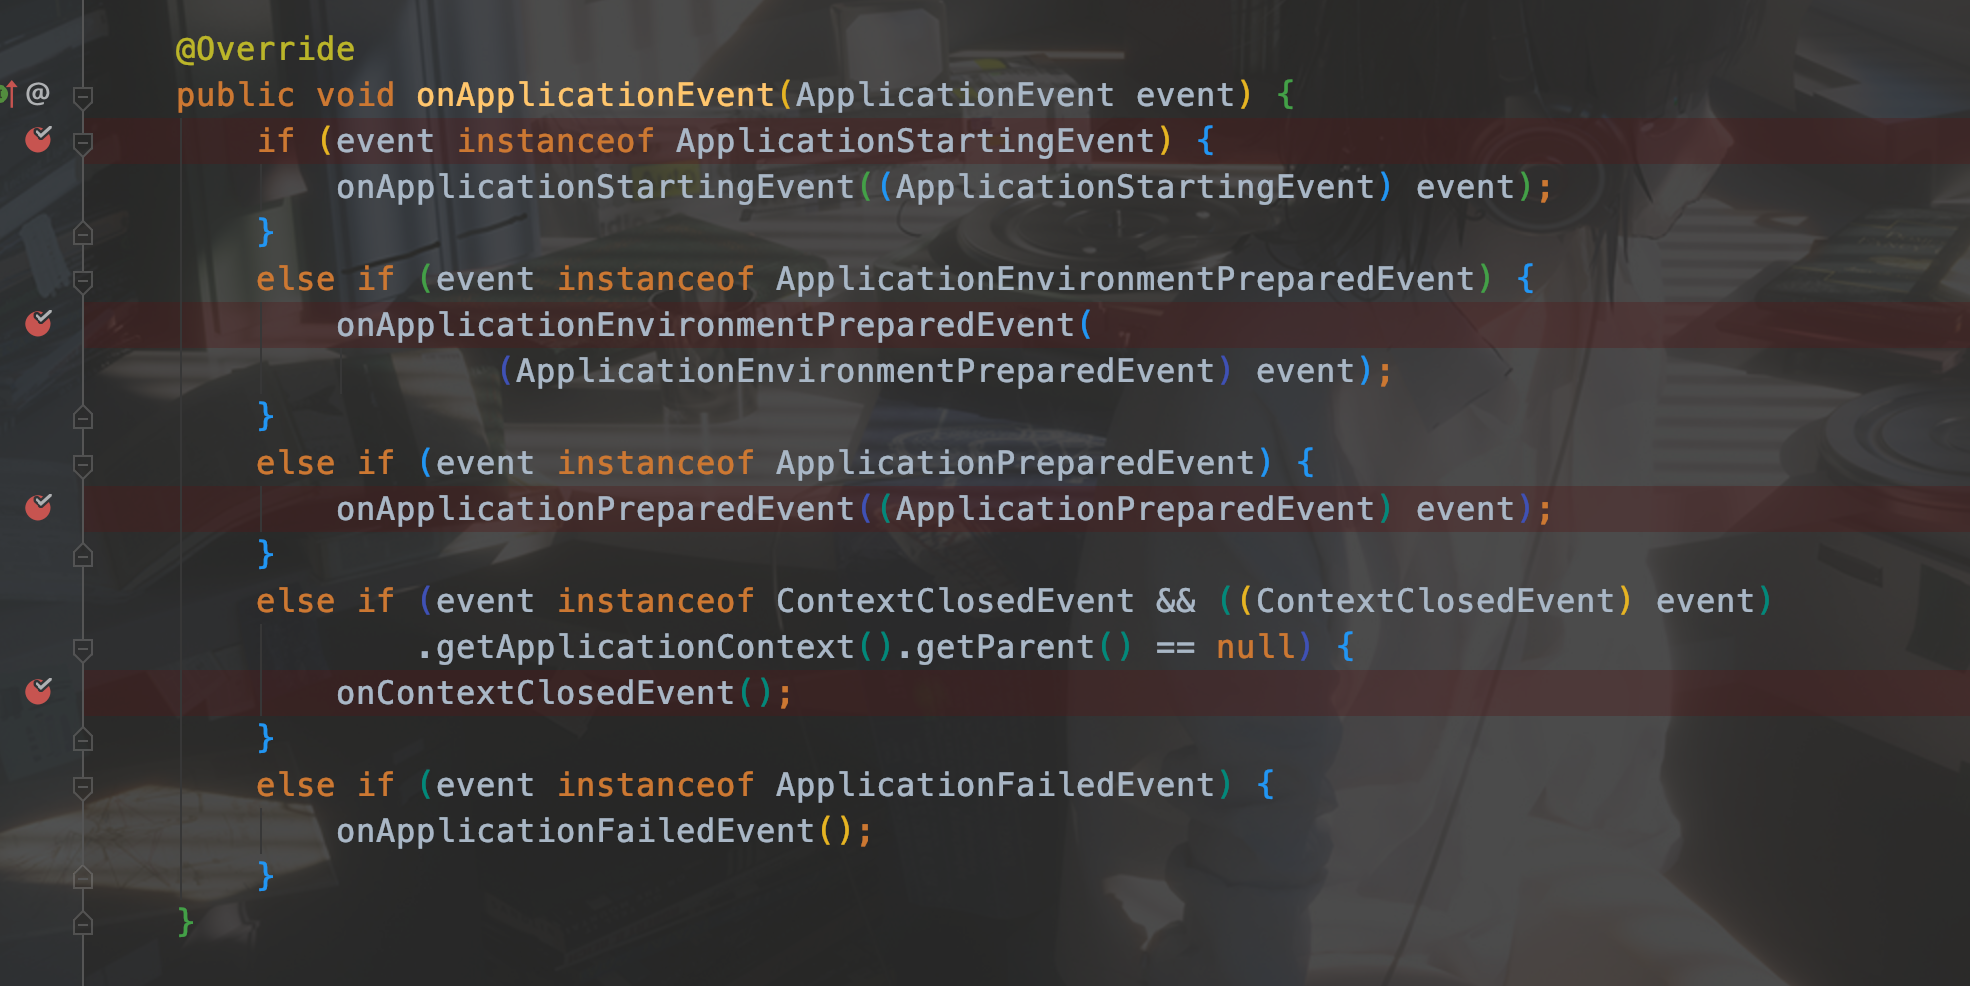 @Override
public void onApplicationEvent(ApplicationEvent event) {
@
if (event instanceof ApplicationStartingEvent) {
onApplicationStartingEvent((ApplicationStartingEvent) event);
}
else if (event instanceof ApplicationEnvironmentPreparedEvent) {
onApplicationEnvironmentPreparedEvent(
(ApplicationEnvironmentPreparedEvent) event);
}
else if (event instanceof ApplicationPreparedEvent) {
onApplicationPreparedEvent((ApplicationPreparedEvent) event);
}
else if (event instanceof ContextClosedEvent && ((ContextClosedEvent) event)
.getApplicationContext().getParent() == null) {
onContextClosedEvent();
}
else if (event instanceof ApplicationFailedEvent) {
onApplicationFailedEvent();
}
}